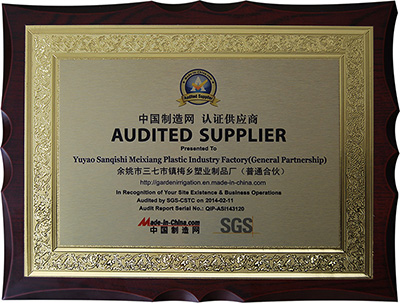 Audited Supplier
中国制造网 认证供应商
AUDITED SUPPLIER
Presented To
Yuyao Sanqishi Meixiang Plastic Industry Factory(General Partnership)
余姚市三七市镇梅乡塑业制品厂（普通合伙）
http://gardenirrigation.en.made-in-china.com
In Recognition of Your Site Existence & Business Operations
Audited by SGS-CSTC on 2014-02-11
Audit Report Serial No.: QIP-ASI143120
Made-in-China.com
中国制造网
SGS